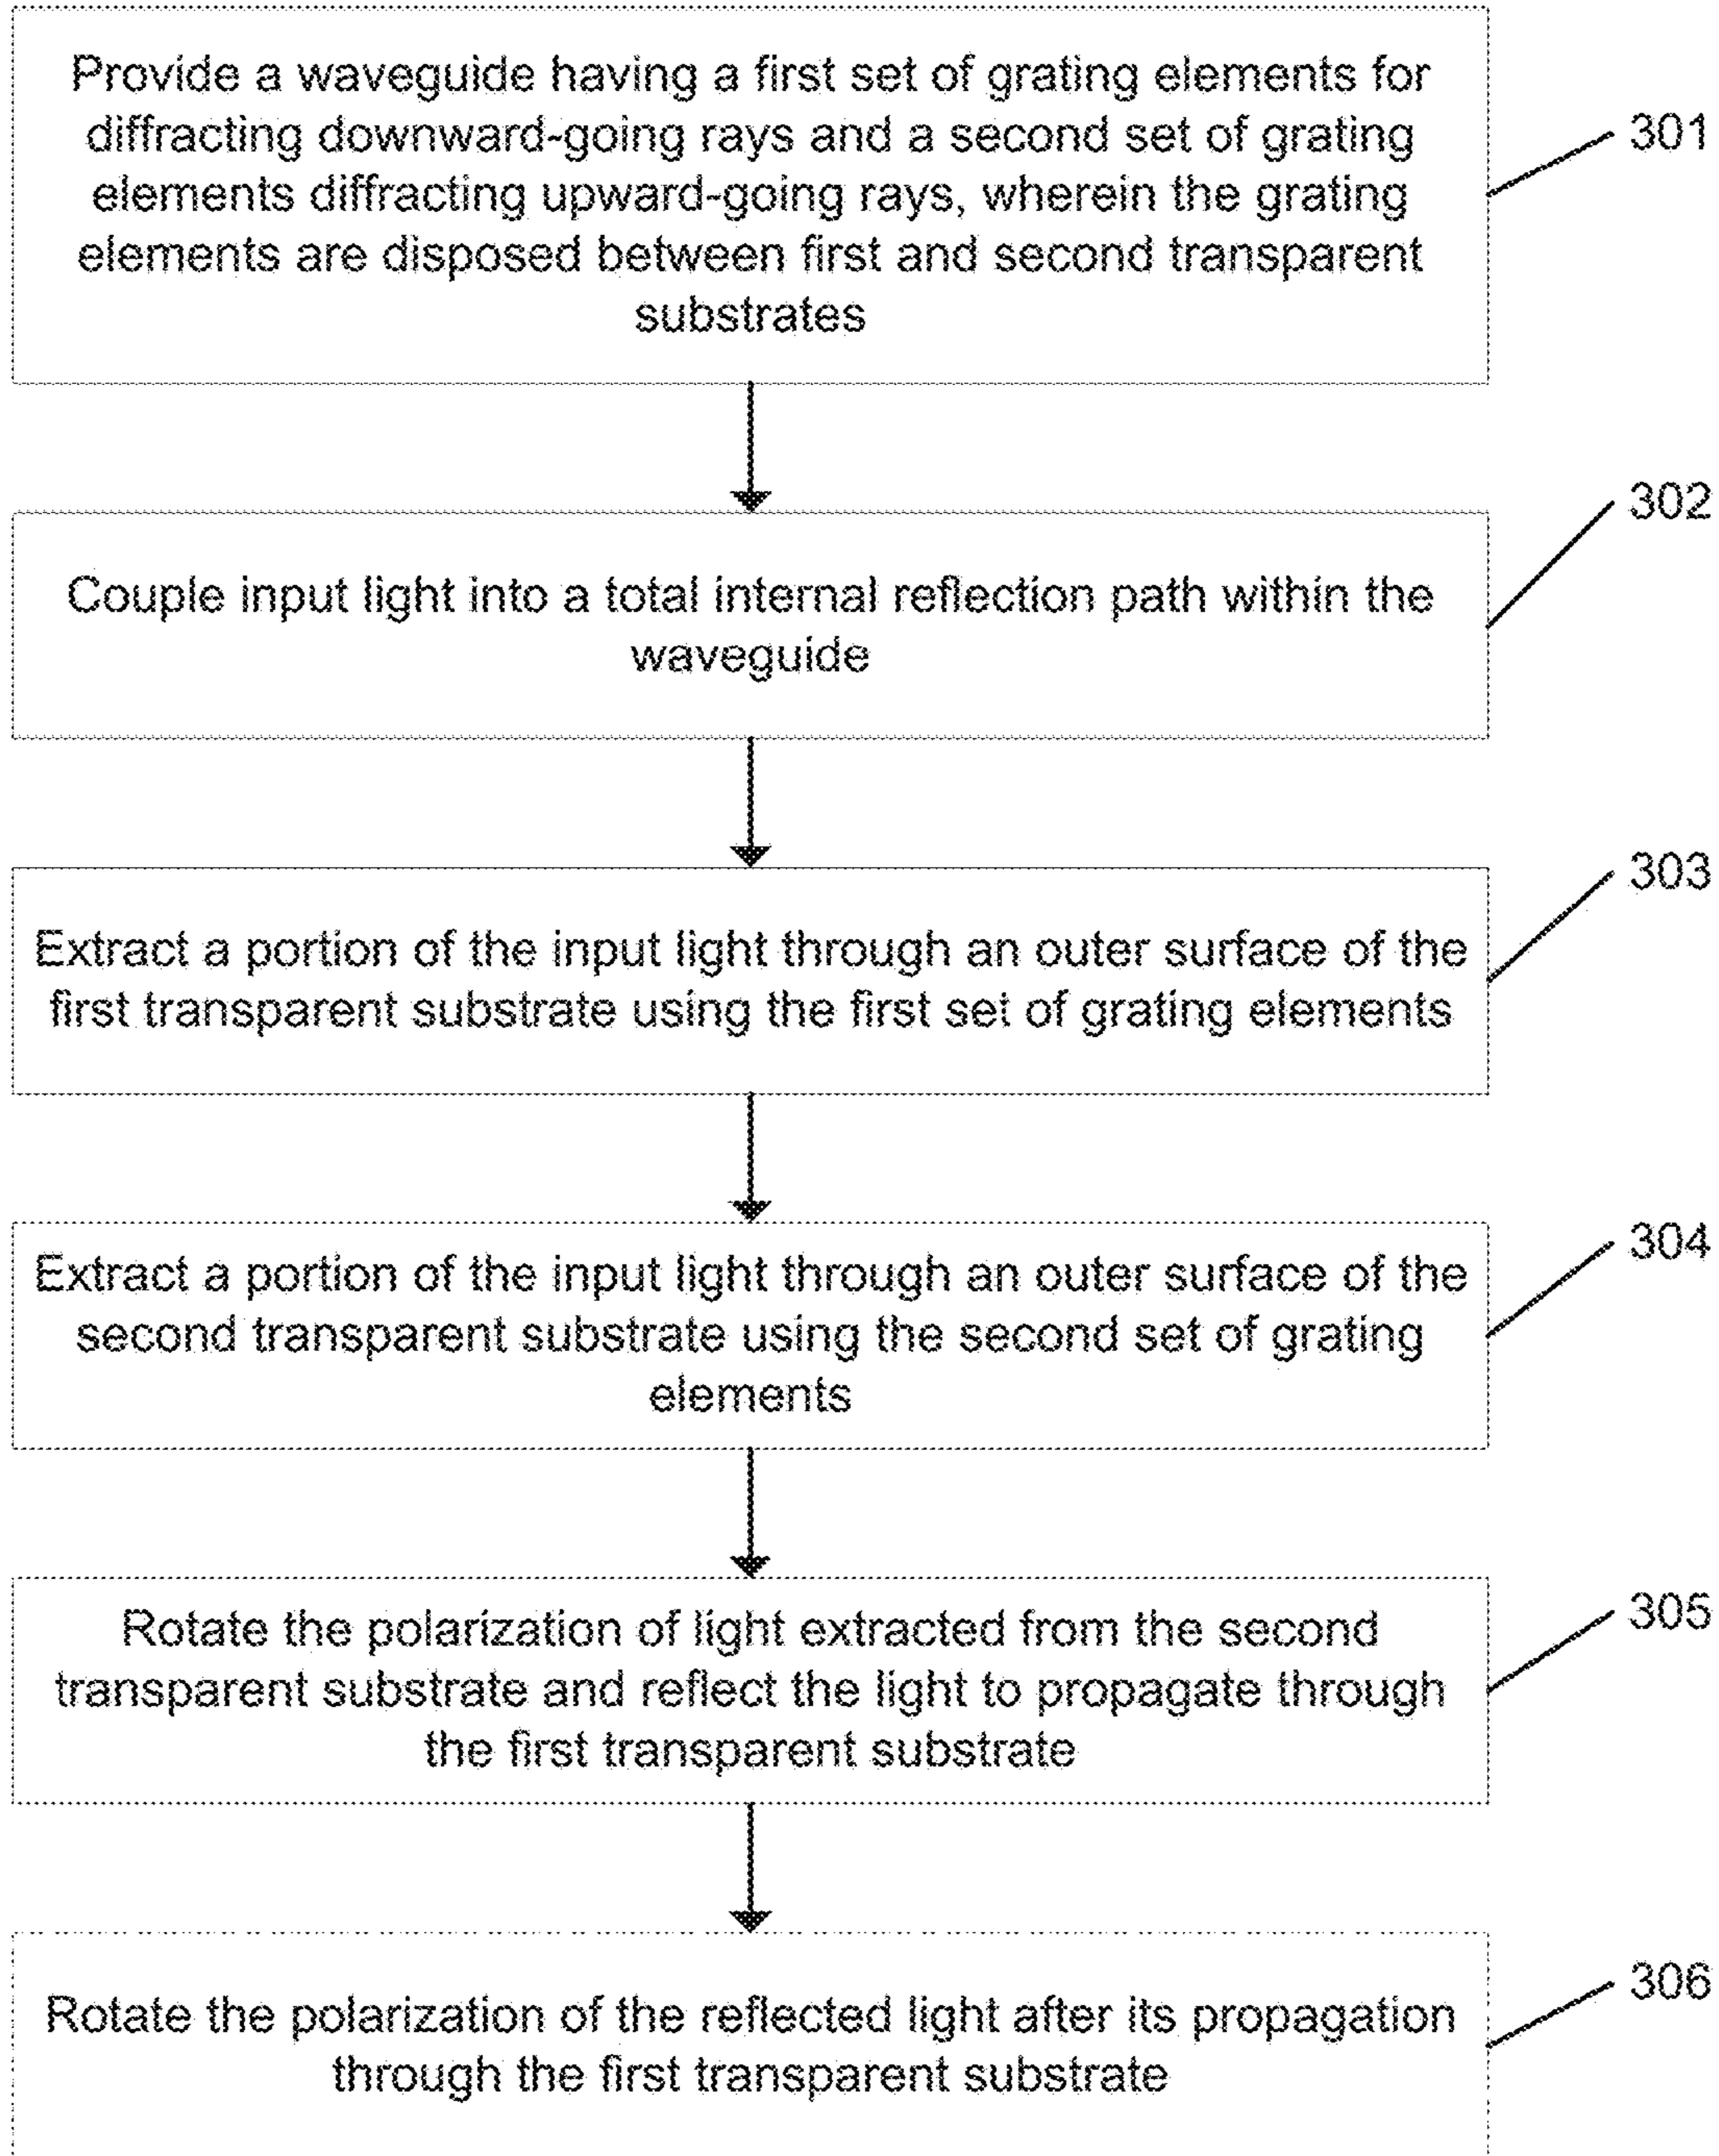 Provide a waveguide having a first set of grating elements for
diffracting downward-going rays and a second set of grating
elements diffracting upward-going rays, wherein the grating
elements are disposed between first and second transparent
substrates
301
Couple input light into a total internal reflection path within the
waveguide
302
Extract a portion of the input light through an outer surface of the
first transparent substrate using the first set of grating elements
303
Extract a portion of the input light through an outer surface of the
second transparent substrate using the second set of grating
elements
304
Rotate the polarization of light extracted from the second
transparent substrate and reflect the light to propagate through
the first transparent substrate
305
Rotate the polarization of the reflected light after its propagation
through the first transparent substrate
306